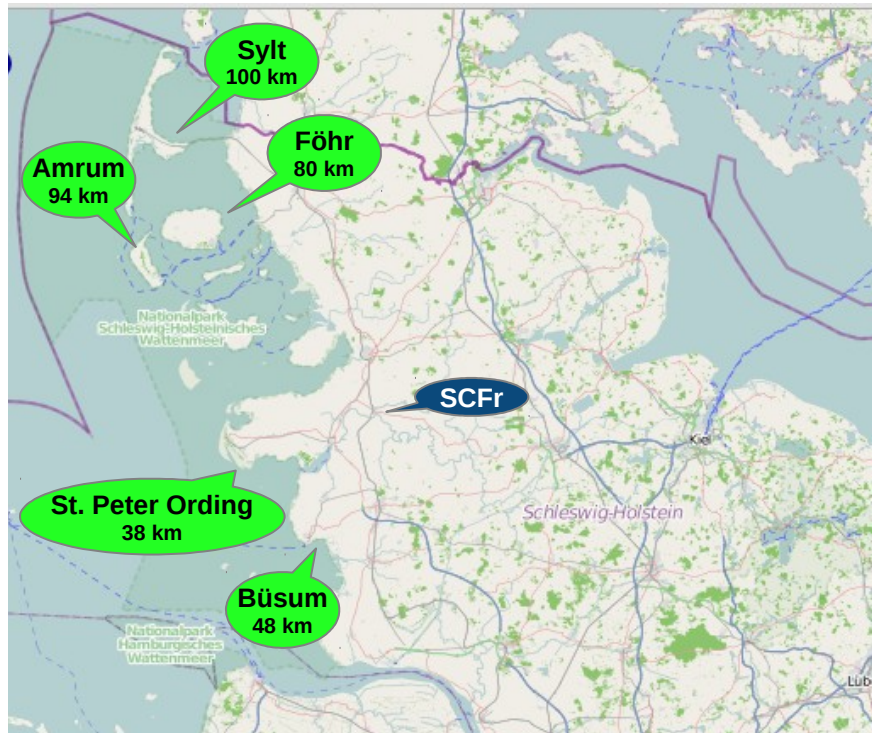 Sylt
100 km
Föhr
80 km
Amrum
94 km
Nationalpark
Schleswig-Holsteinisches
Wattenmeer
SCFr
Kiel
St. Peter Ording
38 km
Schleswig-Holstein
Büsum
48 km
Nationalpark
Hamburgisches
Wattenmeer
Lüb